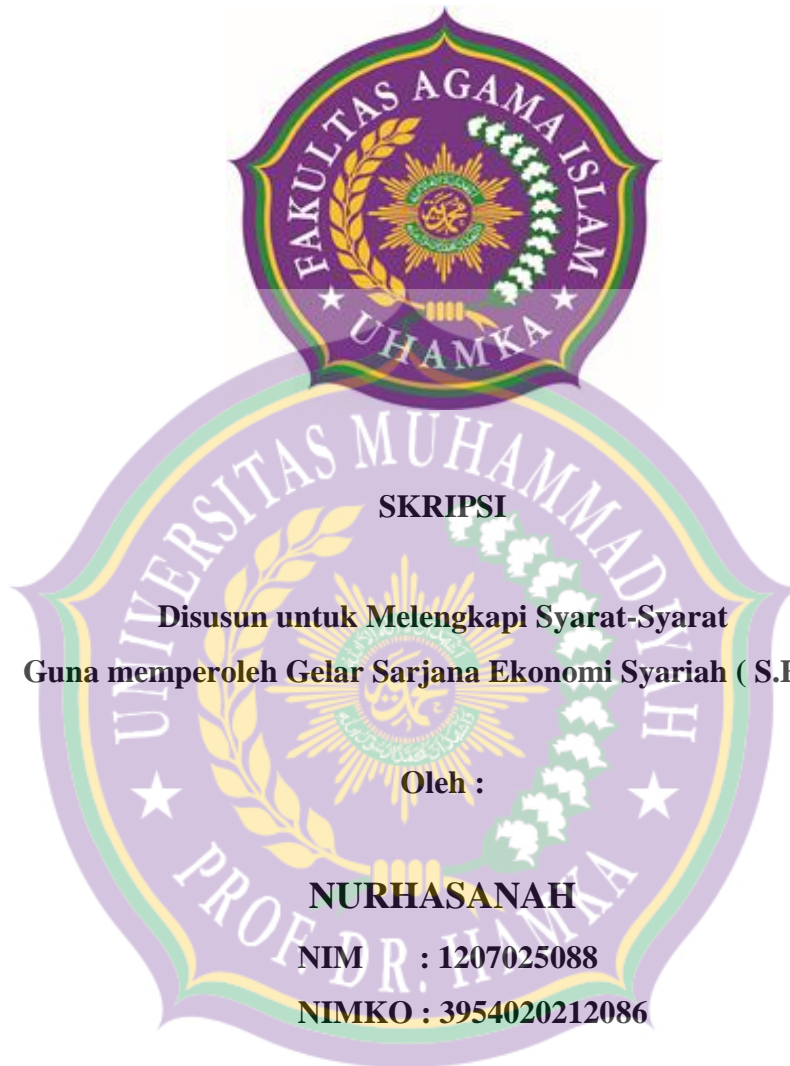 FAKULTAS AGAMA ISLAM
★ UHAMKA ★
UNIVERSITAS MUHAMMADIYAH
SKRIPSI
Disusun untuk Melengkapi Syarat-Syarat
Guna memperoleh Gelar Sarjana Ekonomi Syariah ( S.E
Oleh :
NURHASANAH
NIM : 1207025088
NIMKO : 3954020212086
★ PROF. DR. HAMKA ★